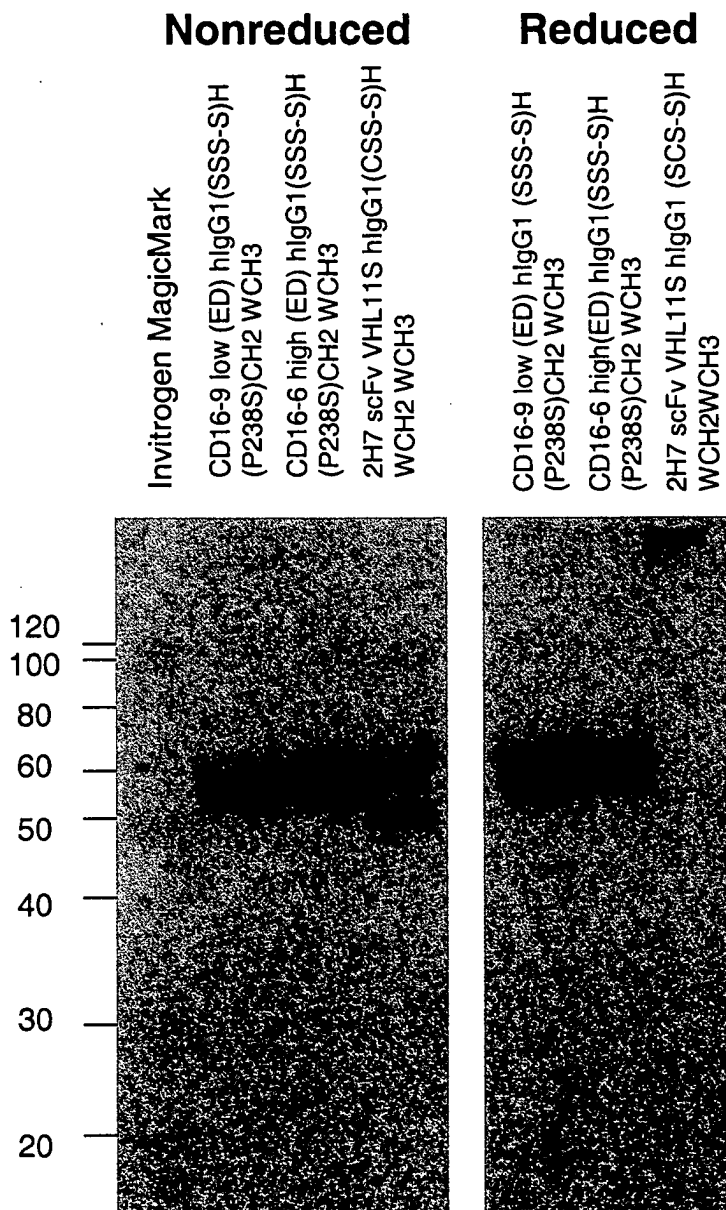 Nonreduced
Reduced
Invitrogen MagicMark
CD16-9 low (ED) hIgG1(SSS-S)H
(P238S)CH2 WCH3
CD16-6 high (ED) hIgG1(SSS-S)H
(P238S)CH2 WCH3
2H7 scFv VHL11S hIgG1(CSS-S)H
WCH2 WCH3
CD16-9 low (ED) hIgG1 (SSS-S)H
(P238S)CH2 WCH3
CD16-6 high(ED) hIgG1(SSS-S)H
(P238S)CH2 WCH3
2H7 scFv VHL11S hIgG1 (SCS-S)H
WCH2WCH3
120
100
80
60
50
40
30
20